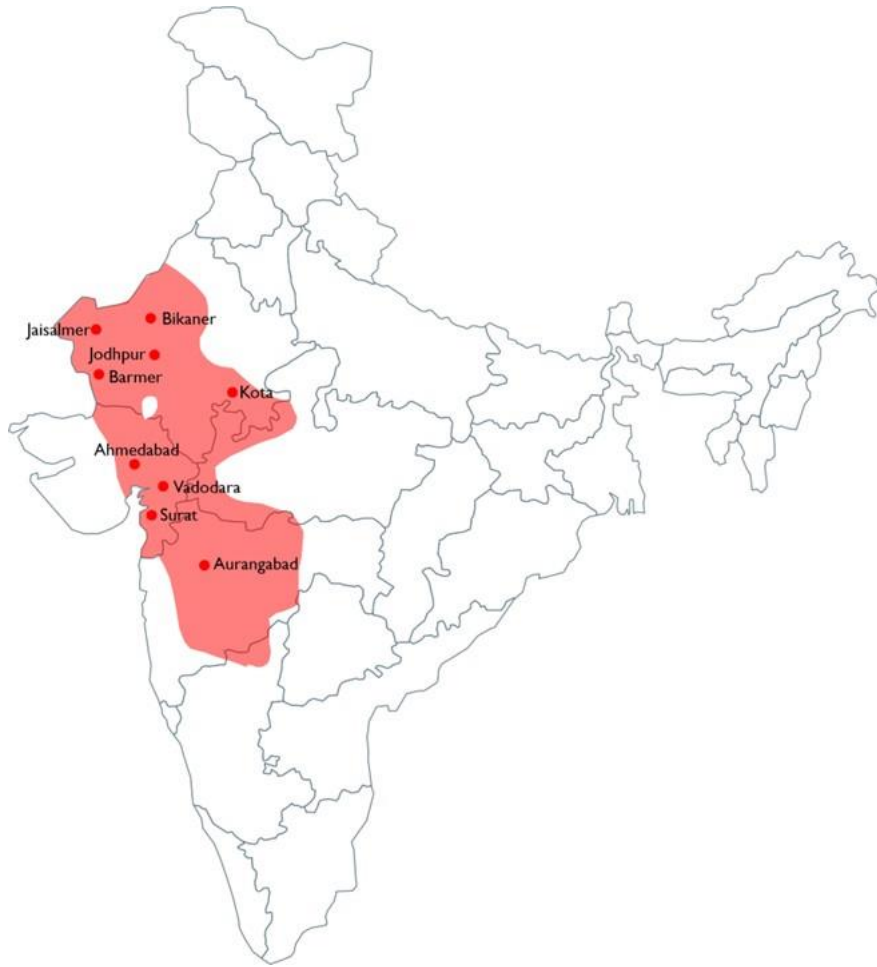 Bikaner
Jaisalmer
Jodhpur
Barmer
Kota
Ahmedabad
Vadodara
Surat
Aurangabad